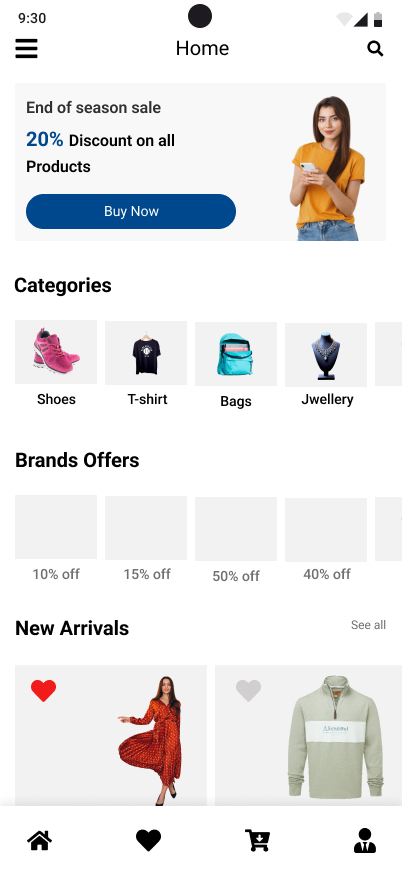 9:30
Home
End of season sale
20% Discount on all
Products
Buy Now
Categories
Shoes
T-shirt
Bags
Jwellery
Brands Offers
10% off
15% off
50% off
40% off
New Arrivals
See all